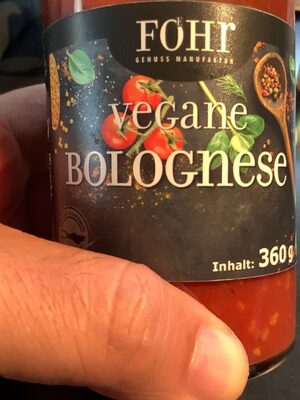 FÖHr
GENUSS MANUFAKTUR
vegane
BOLOGNESE
Inhalt: 360 g